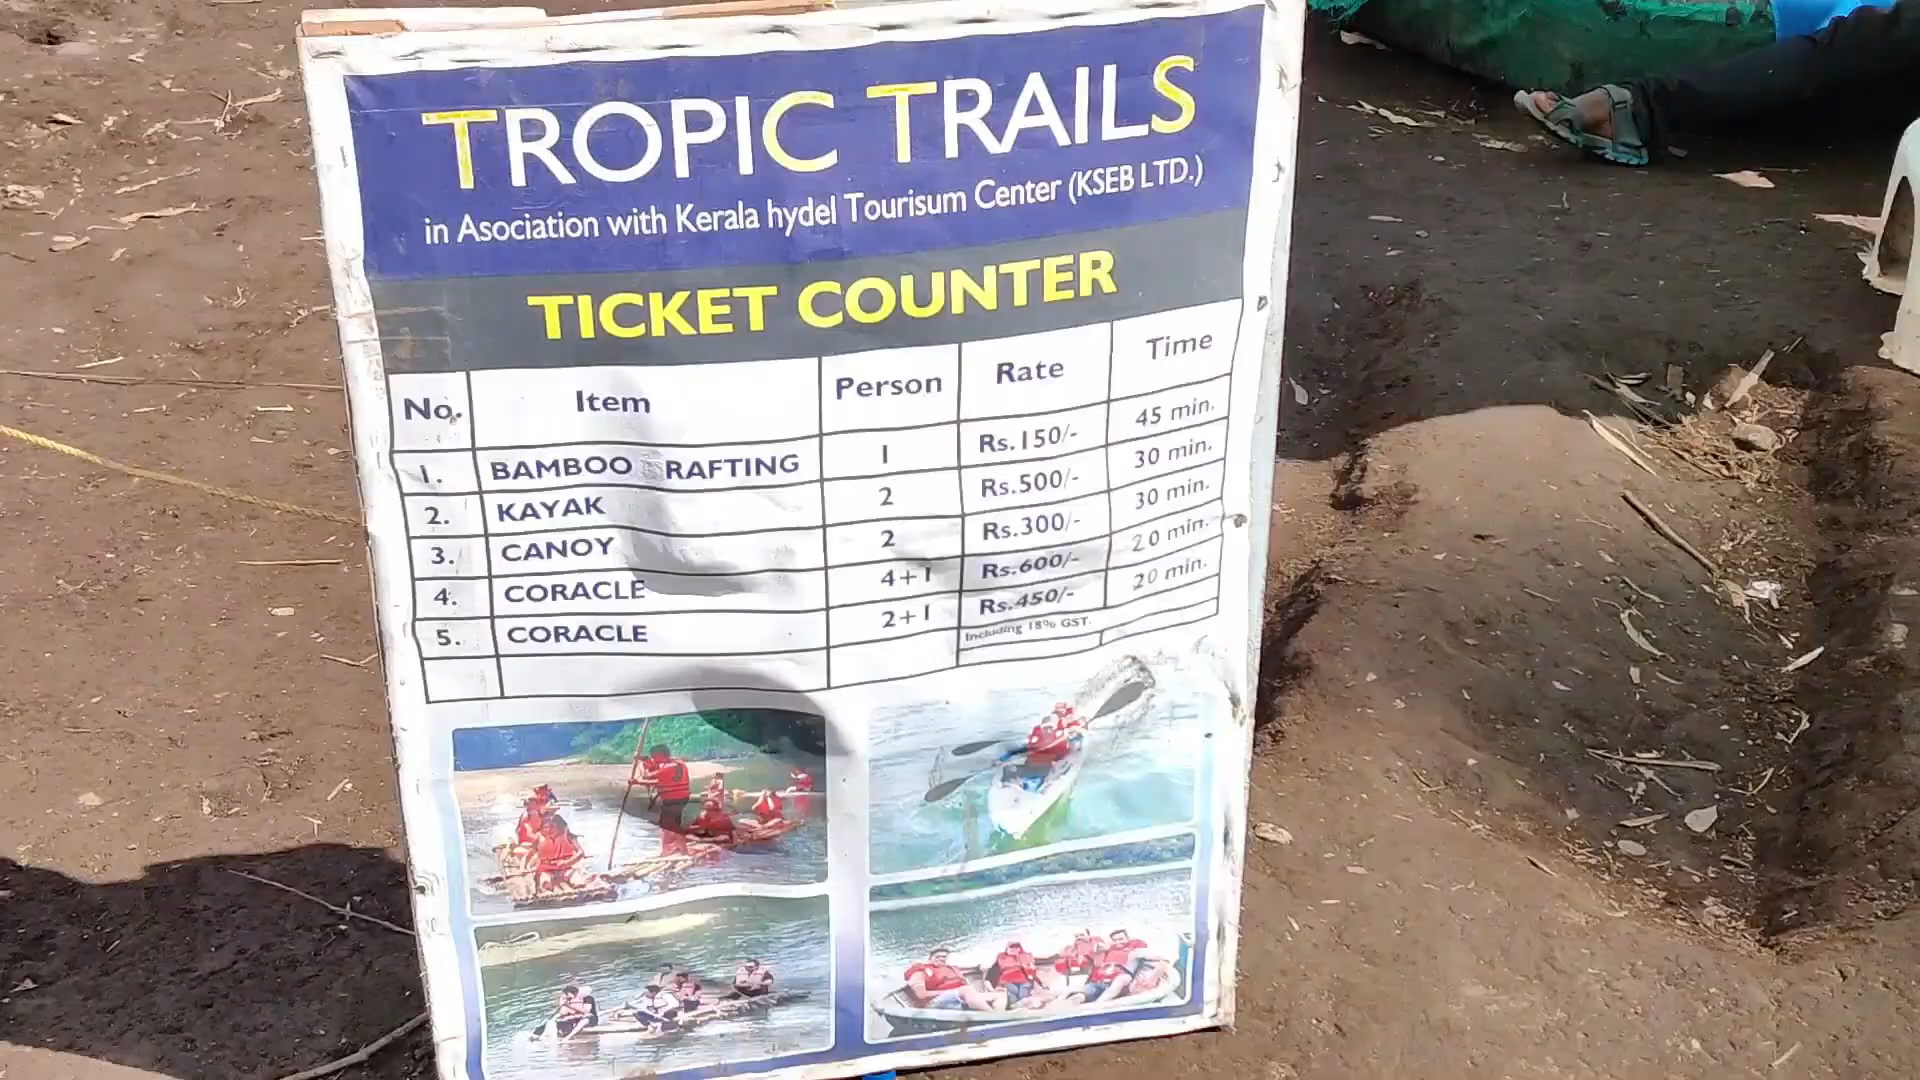 TROPIC TRAILS
in Asociation with Kerala hydel Tourisum Center (KSEB LTD.)
TICKET COUNTER
No. Item Person Rate Time
1. BAMBOO RAFTING 1 Rs.150/- 45 min.
2. KAYAK 2 Rs.500/- 30 min.
3. CANOY 2 Rs.300/- 30 min.
4. CORACLE 4+1 Rs.600/- 20 min.
5. CORACLE 2+1 Rs.450/- 20 min.
Including 18% GST.